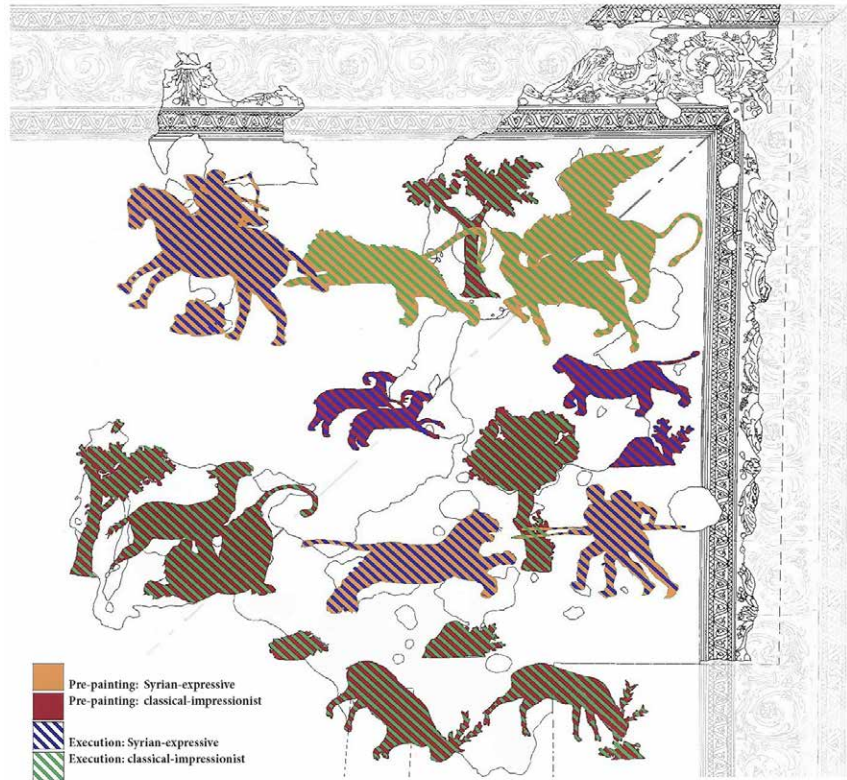 Pre-painting: Syrian-expressive
Pre-painting: classical-impressionist
Execution: Syrian-expressive
Execution: classical-impressionist